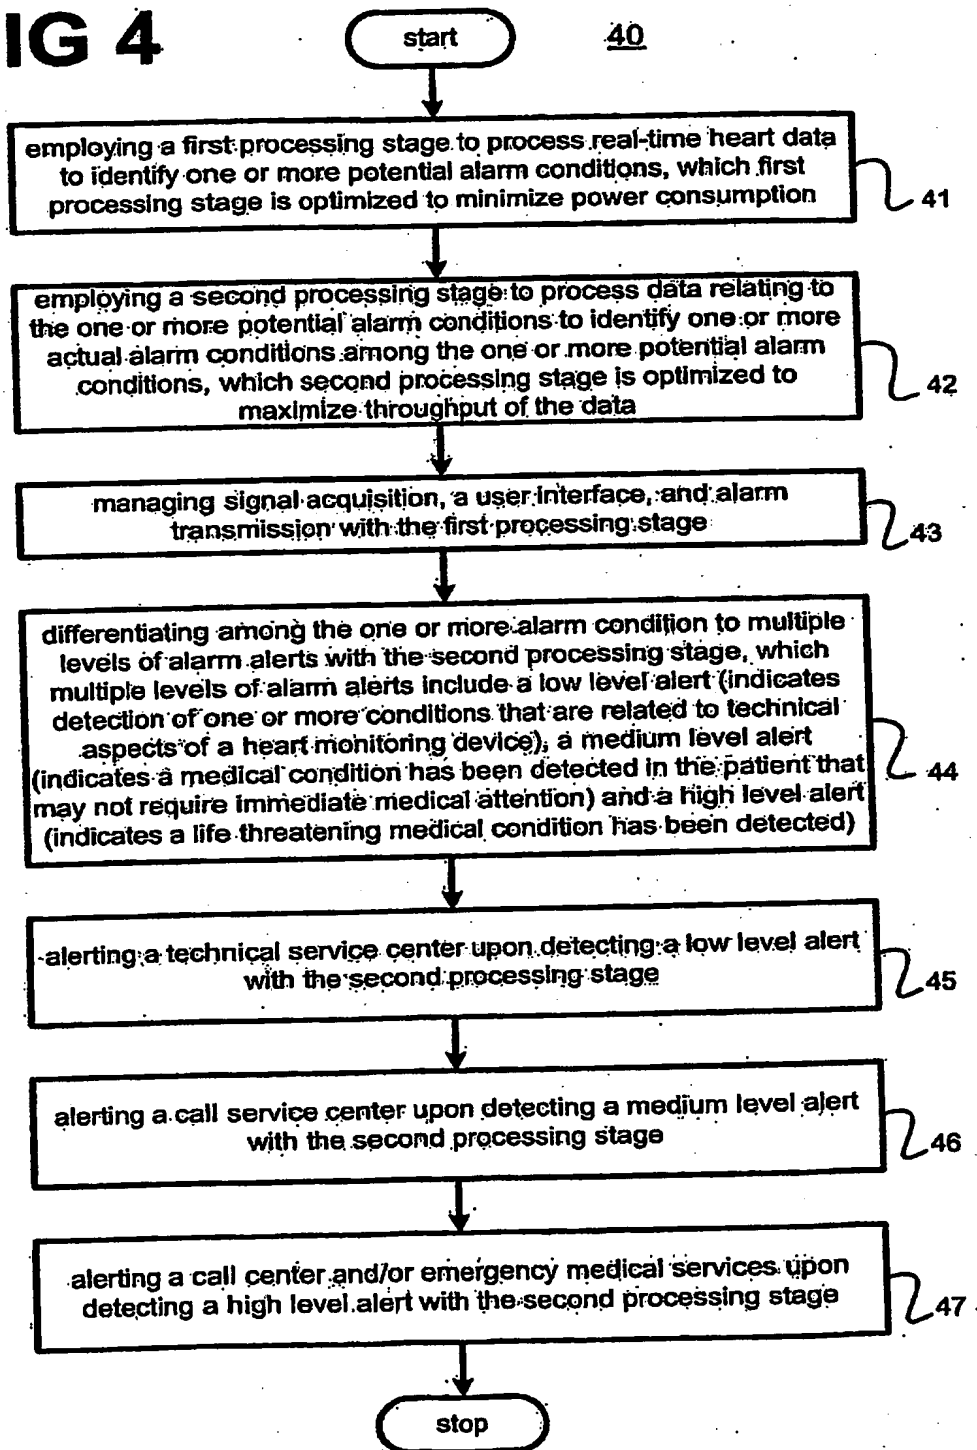 IG 4
start
40
employing a first processing stage to process real-time heart data
to identify one or more potential alarm conditions, which first
processing stage is optimized to minimize power consumption
41
employing a second processing stage to process data relating to
the one or more potential alarm conditions to identify one or more
actual alarm conditions among the one or more potential alarm
conditions, which second processing stage is optimized to
maximize throughput of the data
42
managing signal acquisition, a user interface, and alarm
transmission with the first processing stage
43
differentiating among the one or more alarm condition to multiple
levels of alarm alerts with the second processing stage, which
multiple levels of alarm alerts include a low level alert (indicates
detection of one or more conditions that are related to technical
aspects of a heart monitoring device), a medium level alert
(indicates a medical condition has been detected in the patient that
may not require immediate medical attention) and a high level alert
(indicates a life threatening medical condition has been detected)
44
alerting a technical service center upon detecting a low level alert
with the second processing stage
45
alerting a call service center upon detecting a medium level alert
with the second processing stage
46
alerting a call center and/or emergency medical services upon
detecting a high level alert with the second processing stage
47
stop